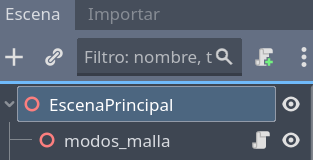 Escena Importar
Filtro: nombre, t
EscenaPrincipal
modos_malla